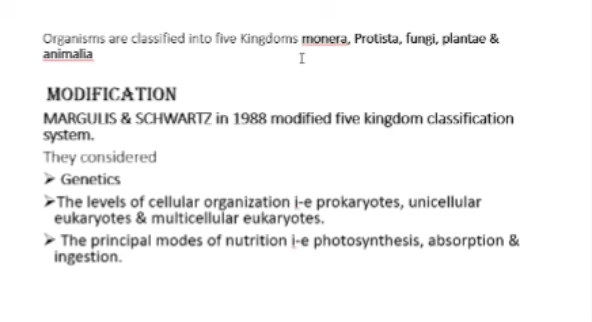 Organisms are classified into five Kingdoms monera, Protista, fungi, plantae &
animalia
MODIFICATION
MARGULIS & SCHWARTZ in 1988 modified five kingdom classification
system.
They considered
➢ Genetics
➢The levels of cellular organization i-e prokaryotes, unicellular
eukaryotes & multicellular eukaryotes.
➢ The principal modes of nutrition i-e photosynthesis, absorption &
ingestion.